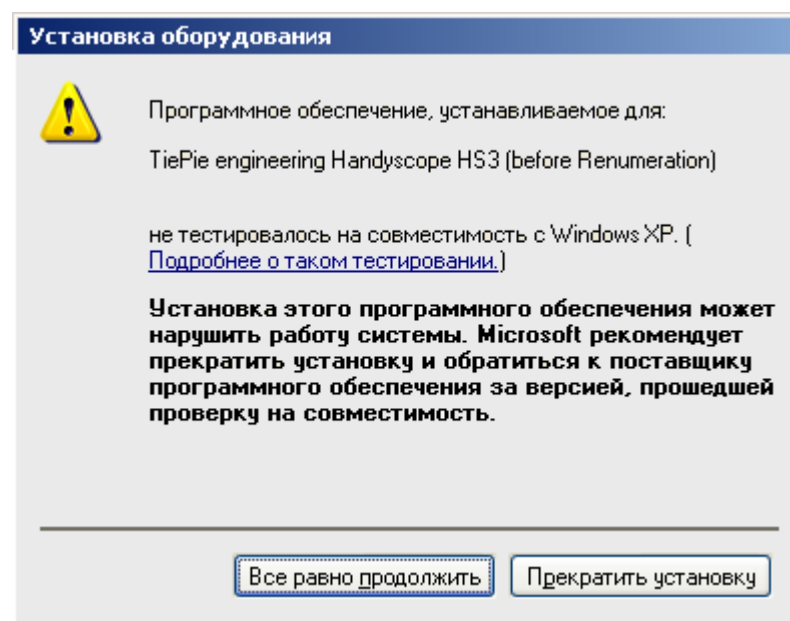 Установка оборудования
Программное обеспечение, устанавливаемое для:
TiePie engineering Handyscope HS3 (before Renumeration)
не тестировалось на совместимость с Windows XP. (
Подробнее о таком тестировании.)
Установка этого программного обеспечения может
нарушить работу системы. Microsoft рекомендует
прекратить установку и обратиться к поставщику
программного обеспечения за версией, прошедшей
проверку на совместимость.
Все равно продолжить
Прекратить установку